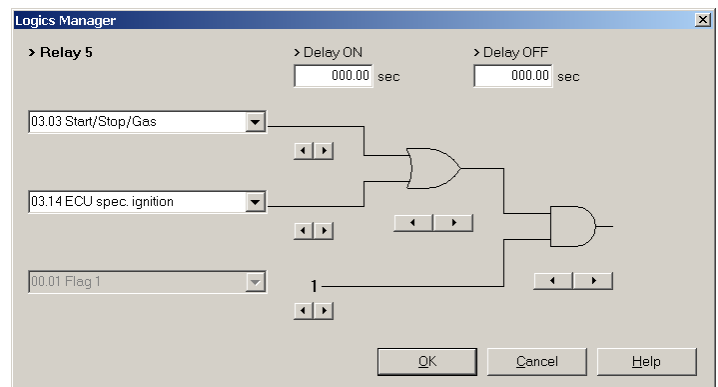 Logics Manager
> Relay 5
> Delay ON
> Delay OFF
000.00 sec
000.00 sec
03.03 Start/Stop/Gas
03.14 ECU spec. ignition
00.01 Flag 1
1
OK
Cancel
Help